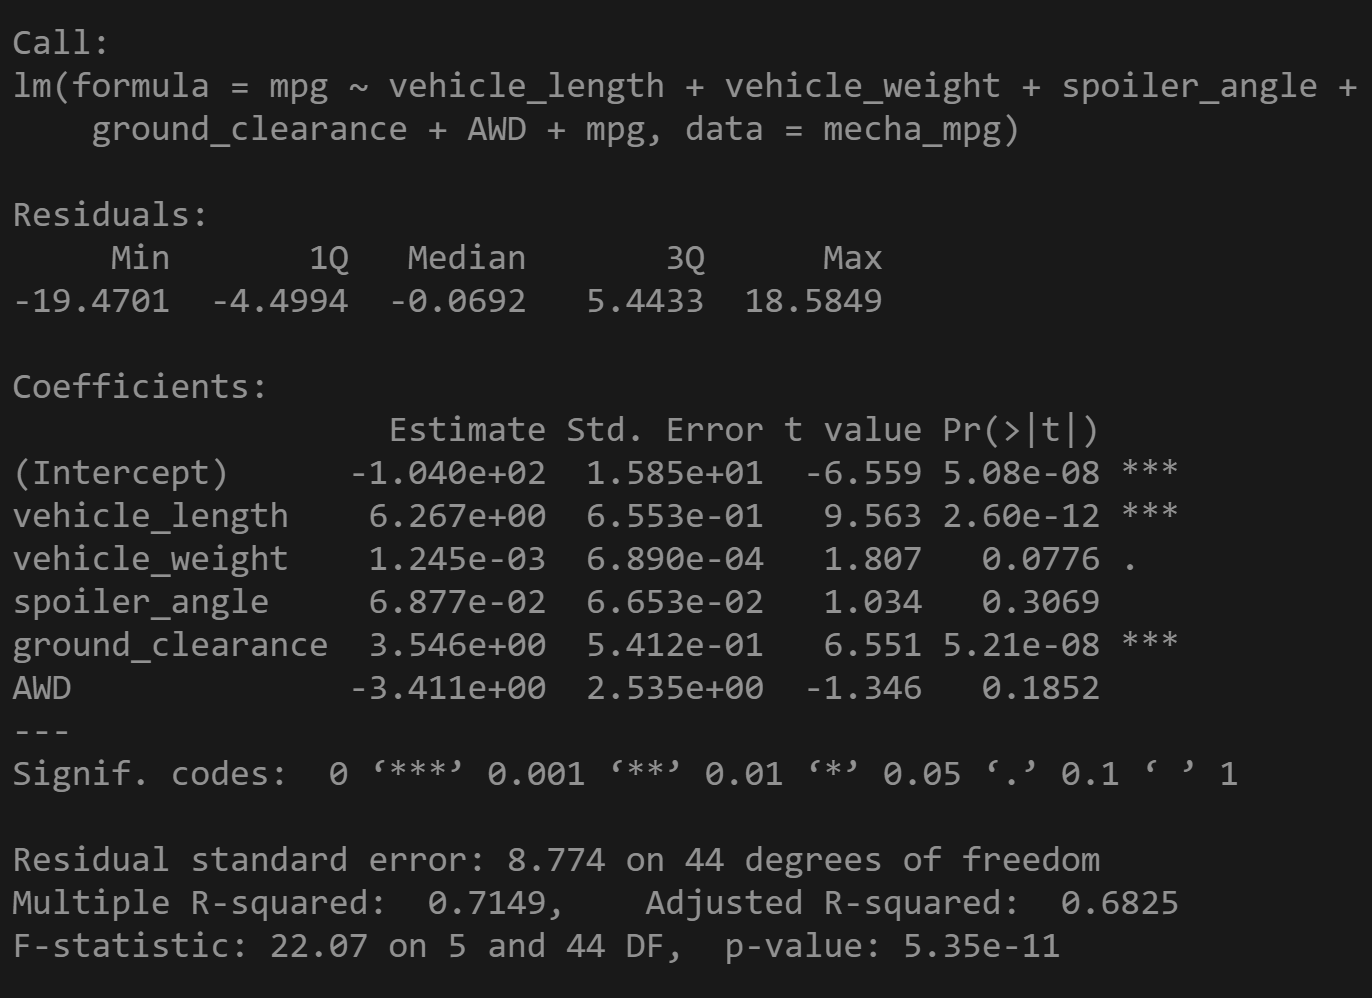 Call:
lm(formula = mpg ~ vehicle_length + vehicle_weight + spoiler_angle +
    ground_clearance + AWD + mpg, data = mecha_mpg)

Residuals:
     Min       1Q   Median       3Q      Max
-19.4701  -4.4994  -0.0692   5.4433  18.5849

Coefficients:
                   Estimate Std. Error t value Pr(>|t|)
(Intercept)      -1.040e+02  1.585e+01  -6.559 5.08e-08 ***
vehicle_length    6.267e+00  6.553e-01   9.563 2.60e-12 ***
vehicle_weight    1.245e-03  6.890e-04   1.807   0.0776 .
spoiler_angle     6.877e-02  6.653e-02   1.034   0.3069
ground_clearance  3.546e+00  5.412e-01   6.551 5.21e-08 ***
AWD              -3.411e+00  2.535e+00  -1.346   0.1852
---
Signif. codes:  0 ‘***’ 0.001 ‘**’ 0.01 ‘*’ 0.05 ‘.’ 0.1 ‘ ’ 1

Residual standard error: 8.774 on 44 degrees of freedom
Multiple R-squared:  0.7149,    Adjusted R-squared:  0.6825
F-statistic: 22.07 on 5 and 44 DF,  p-value: 5.35e-11